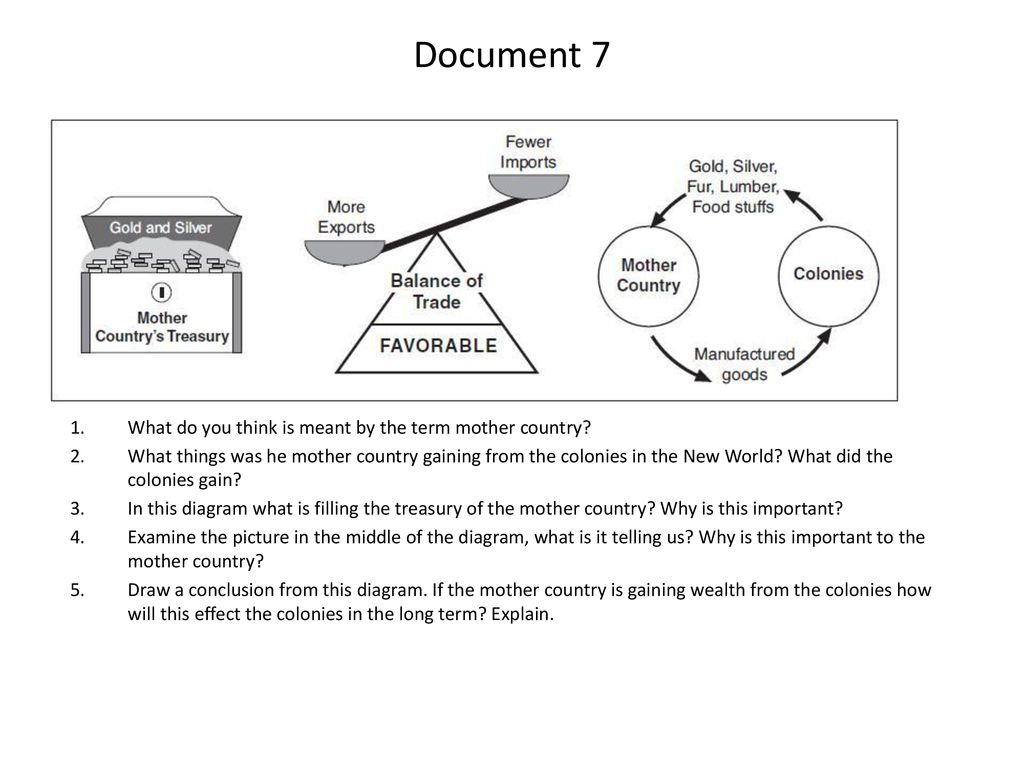 Document 7
Gold and Silver
Mother
Country's Treasury
More
Exports
Fewer
Imports
Balance of
Trade
FAVORABLE
Gold, Silver,
Fur, Lumber,
Food stuffs
Mother
Country
Colonies
Manufactured
goods
1. What do you think is meant by the term mother country?
2. What things was he mother country gaining from the colonies in the New World? What did the
colonies gain?
3. In this diagram what is filling the treasury of the mother country? Why is this important?
4. Examine the picture in the middle of the diagram, what is it telling us? Why is this important to the
mother country?
5. Draw a conclusion from this diagram. If the mother country is gaining wealth from the colonies how
will this effect the colonies in the long term? Explain.